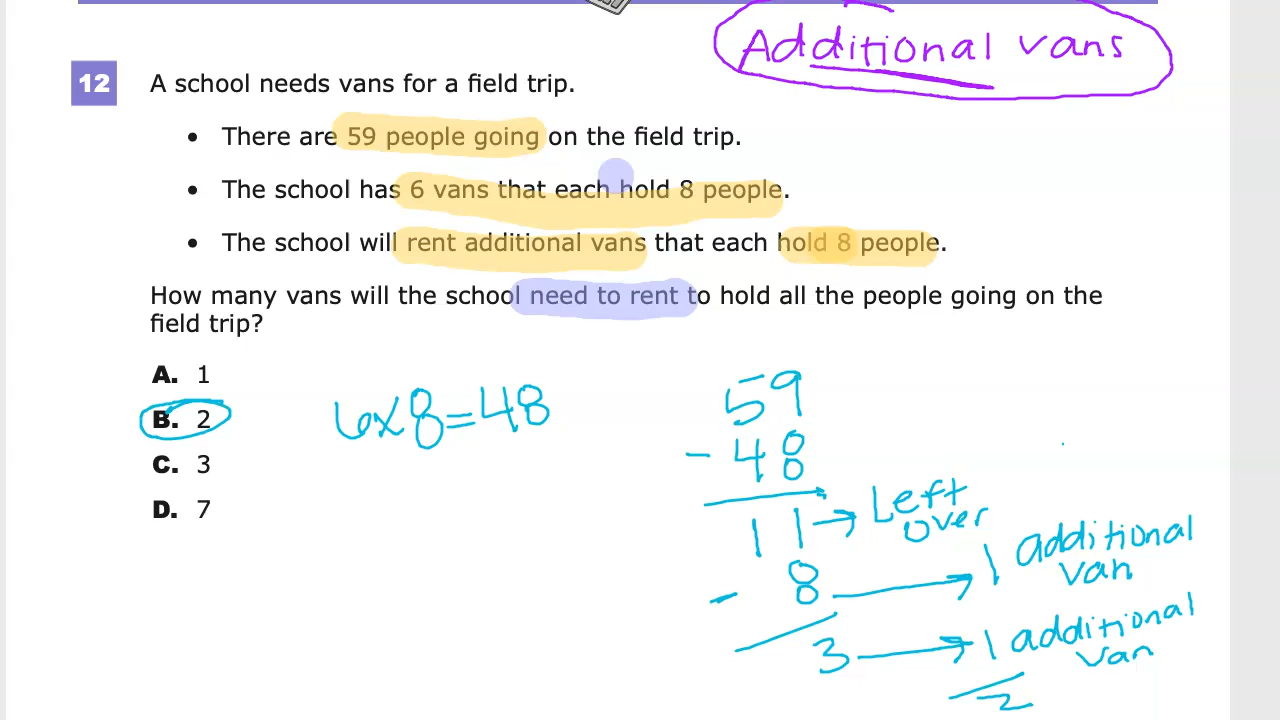 Additional vans
12 A school needs vans for a field trip.
• There are 59 people going on the field trip.
• The school has 6 vans that each hold 8 people.
• The school will rent additional vans that each hold 8 people.
How many vans will the school need to rent to hold all the people going on the
field trip?
A. 1
B. 2
C. 3
D. 7
6x8=48
59
- 48
11 → Left over
- 8 → 1 additional van
3 → 1 additional van
2